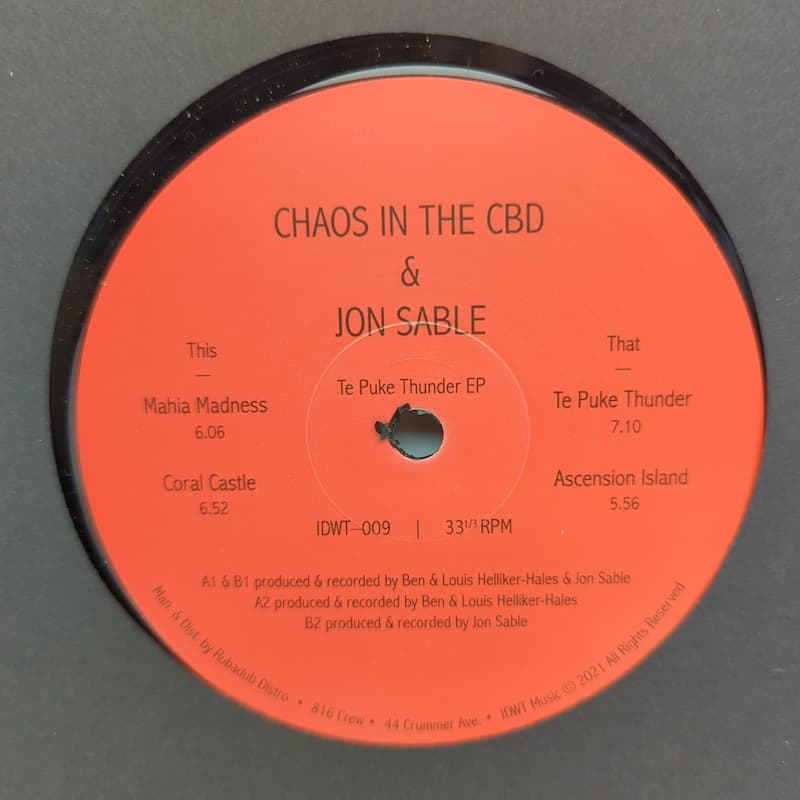 CHAOS IN THE CBD
&
JON SABLE
Te Puke Thunder EP
This
—
Mahia Madness
6.06
Coral Castle
6.52
That
—
Te Puke Thunder
7.10
Ascension Island
5.56
IDWT—009 | 33 1/3 RPM
A1 & B1 produced & recorded by Ben & Louis Helliker-Hales & Jon Sable
A2 produced & recorded by Ben & Louis Helliker-Hales
B2 produced & recorded by Jon Sable
Man. & Dist. by Rubadub Distro • 816 Crew • 44 Crummer Ave. • IDWT Music © 2021 All Rights Reserved